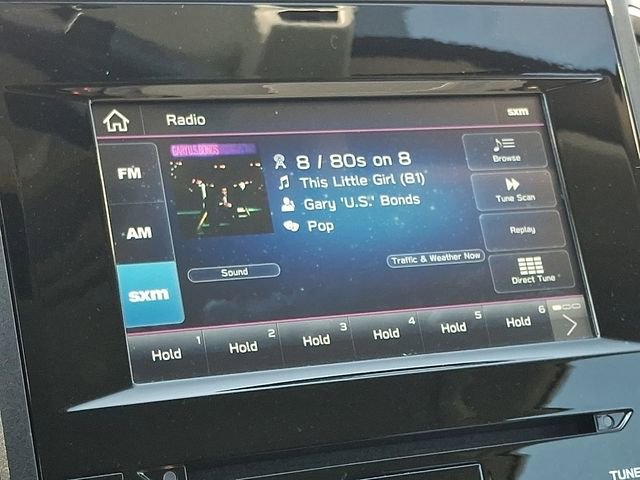 Radio
sxm
FM
AM
sxm
GARY U.S. BONDS
8 / 80s on 8
This Little Girl (81)
Gary 'U.S.' Bonds
Pop
Sound
Traffic & Weather Now
Browse
Tune Scan
Replay
Direct Tune
Hold 1
Hold 2
Hold 3
Hold 4
Hold 5
Hold 6
TUNE